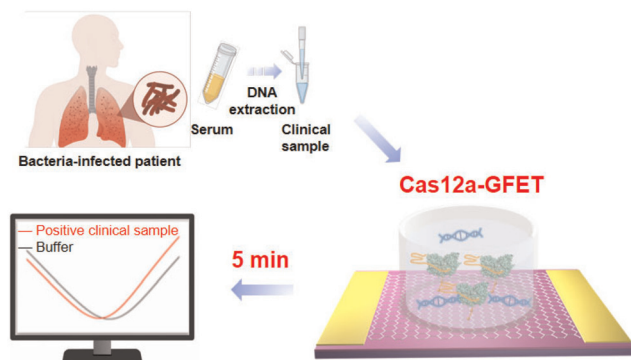 DNA
extraction
Serum
Clinical
sample
Bacteria-infected patient
Cas12a-GFET
Positive clinical sample
Buffer
5 min